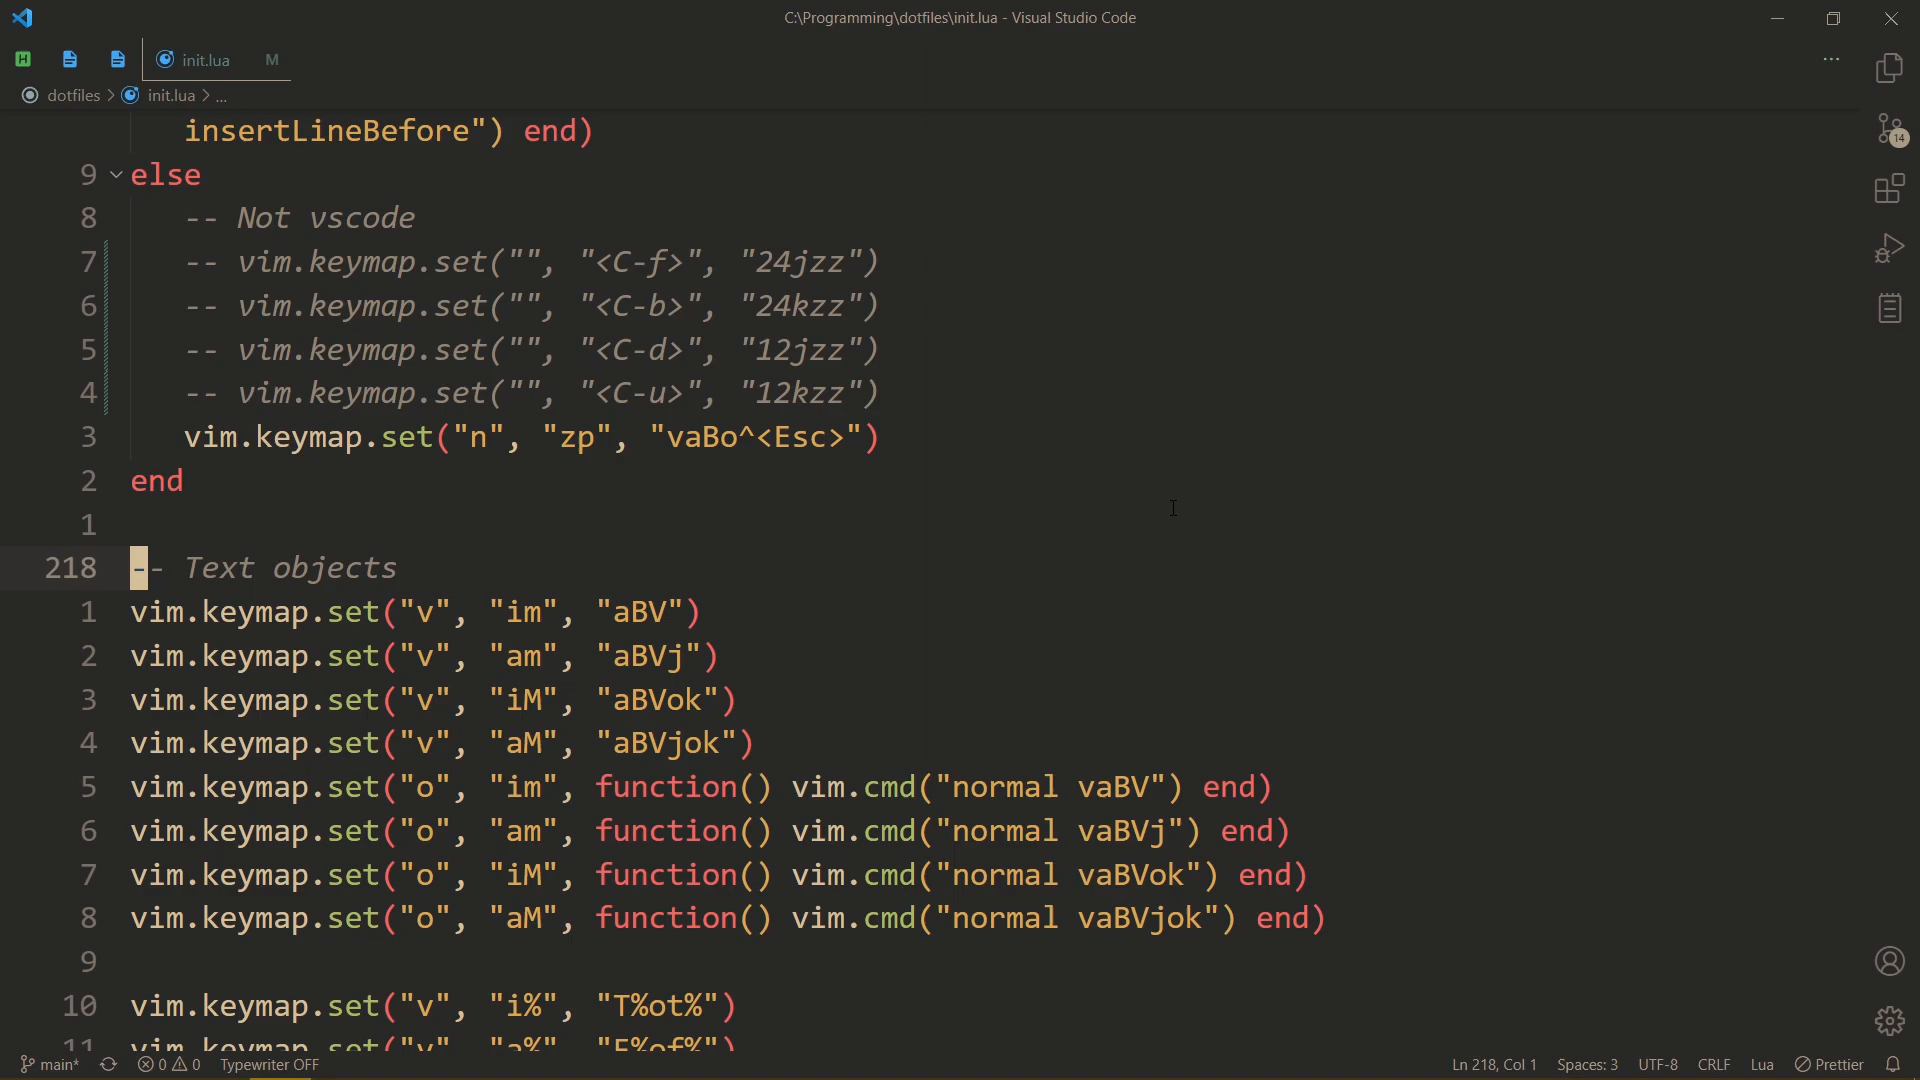 C:\Programming\dotfiles\init.lua - Visual Studio Code
H
init.lua M
dotfiles > init.lua > ...
insertLineBefore") end)
9 else
8 -- Not vscode
7 -- vim.keymap.set("", "<C-f>", "24jzz")
6 -- vim.keymap.set("", "<C-b>", "24kzz")
5 -- vim.keymap.set("", "<C-d>", "12jzz")
4 -- vim.keymap.set("", "<C-u>", "12kzz")
3 vim.keymap.set("n", "zp", "vaBo^<Esc>")
2 end
1
218 -- Text objects
1 vim.keymap.set("v", "im", "aBV")
2 vim.keymap.set("v", "am", "aBVj")
3 vim.keymap.set("v", "iM", "aBVok")
4 vim.keymap.set("v", "aM", "aBVjok")
5 vim.keymap.set("o", "im", function() vim.cmd("normal vaBV") end)
6 vim.keymap.set("o", "am", function() vim.cmd("normal vaBVj") end)
7 vim.keymap.set("o", "iM", function() vim.cmd("normal vaBVok") end)
8 vim.keymap.set("o", "aM", function() vim.cmd("normal vaBVjok") end)
9
10 vim.keymap.set("v", "i%", "T%ot%")
11 vim.keymap.set("v", "a%", "F%of%")
14
main* 0 0 Typewriter OFF Ln 218, Col 1 Spaces: 3 UTF-8 CRLF Lua Prettier